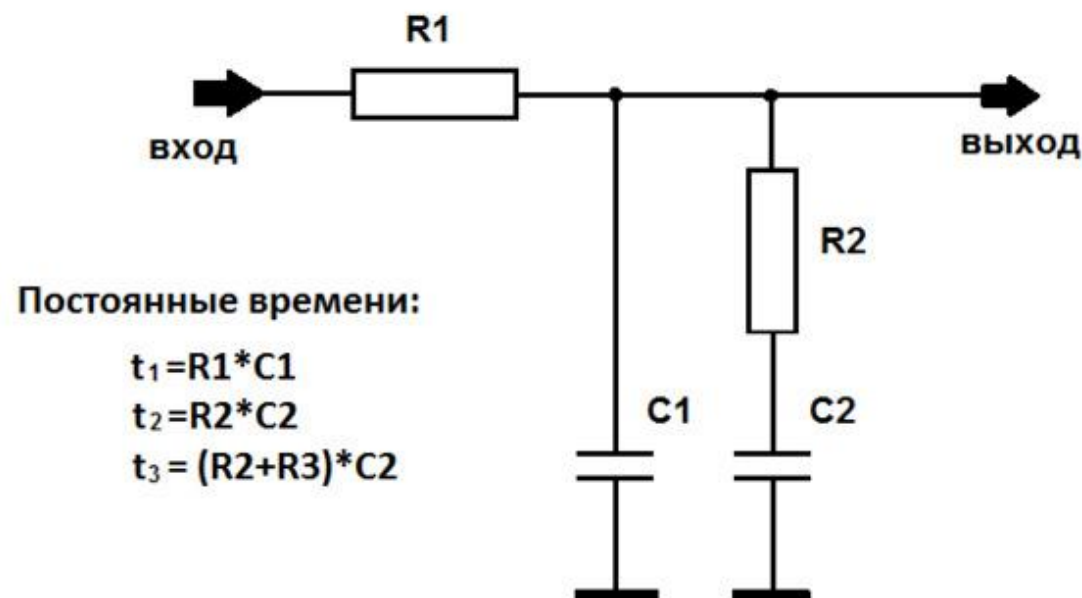 R1
вход
выход
R2
Постоянные времени:
t₁=R1*C1
t₂=R2*C2
t₃ = (R2+R3)*C2
C1
C2